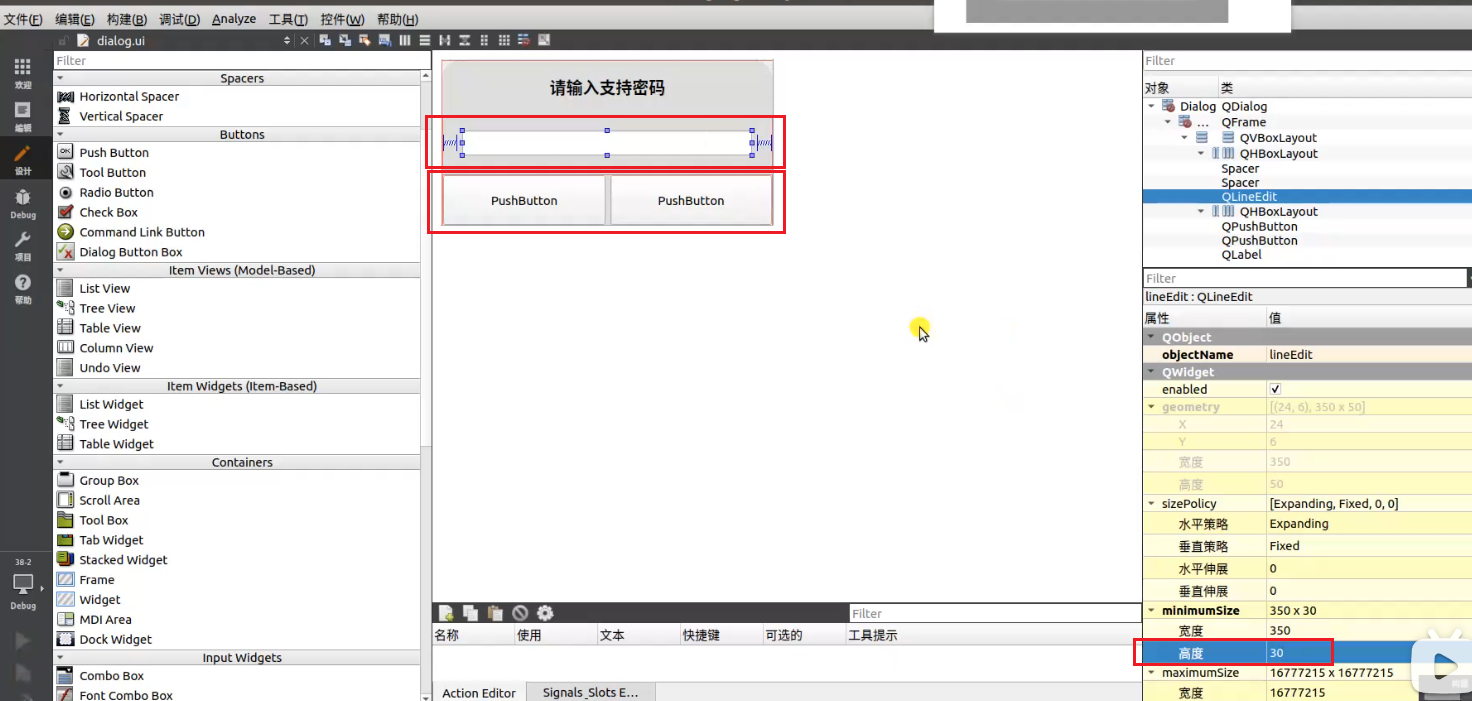 文件(F) 编辑(E) 构建(B) 调试(D) Analyze 工具(T) 控件(W) 帮助(H)
dialog.ui
欢迎
编辑
设计
Debug
项目
帮助
38-2
Debug
Filter
Spacers
Horizontal Spacer
Vertical Spacer
Buttons
Push Button
Tool Button
Radio Button
Check Box
Command Link Button
Dialog Button Box
Item Views (Model-Based)
List View
Tree View
Table View
Column View
Undo View
Item Widgets (Item-Based)
List Widget
Tree Widget
Table Widget
Containers
Group Box
Scroll Area
Tool Box
Tab Widget
Stacked Widget
Frame
Widget
MDI Area
Dock Widget
Input Widgets
Combo Box
Font Combo Box
请输入支持密码
PushButton PushButton
Filter
名称 使用 文本 快捷键 可选的 工具提示
Action Editor Signals_Slots E...
Filter
对象 类
Dialog QDialog
... QFrame
QVBoxLayout
QHBoxLayout
Spacer
Spacer
QLineEdit
QHBoxLayout
QPushButton
QPushButton
QLabel
Filter
lineEdit : QLineEdit
属性 值
QObject
objectName lineEdit
QWidget
enabled
geometry [(24, 6), 350 x 50]
X 24
Y 6
宽度 350
高度 50
sizePolicy [Expanding, Fixed, 0, 0]
水平策略 Expanding
垂直策略 Fixed
水平伸展 0
垂直伸展 0
minimumSize 350 x 30
宽度 350
高度 30
maximumSize 16777215 x 16777215
宽度 16777215